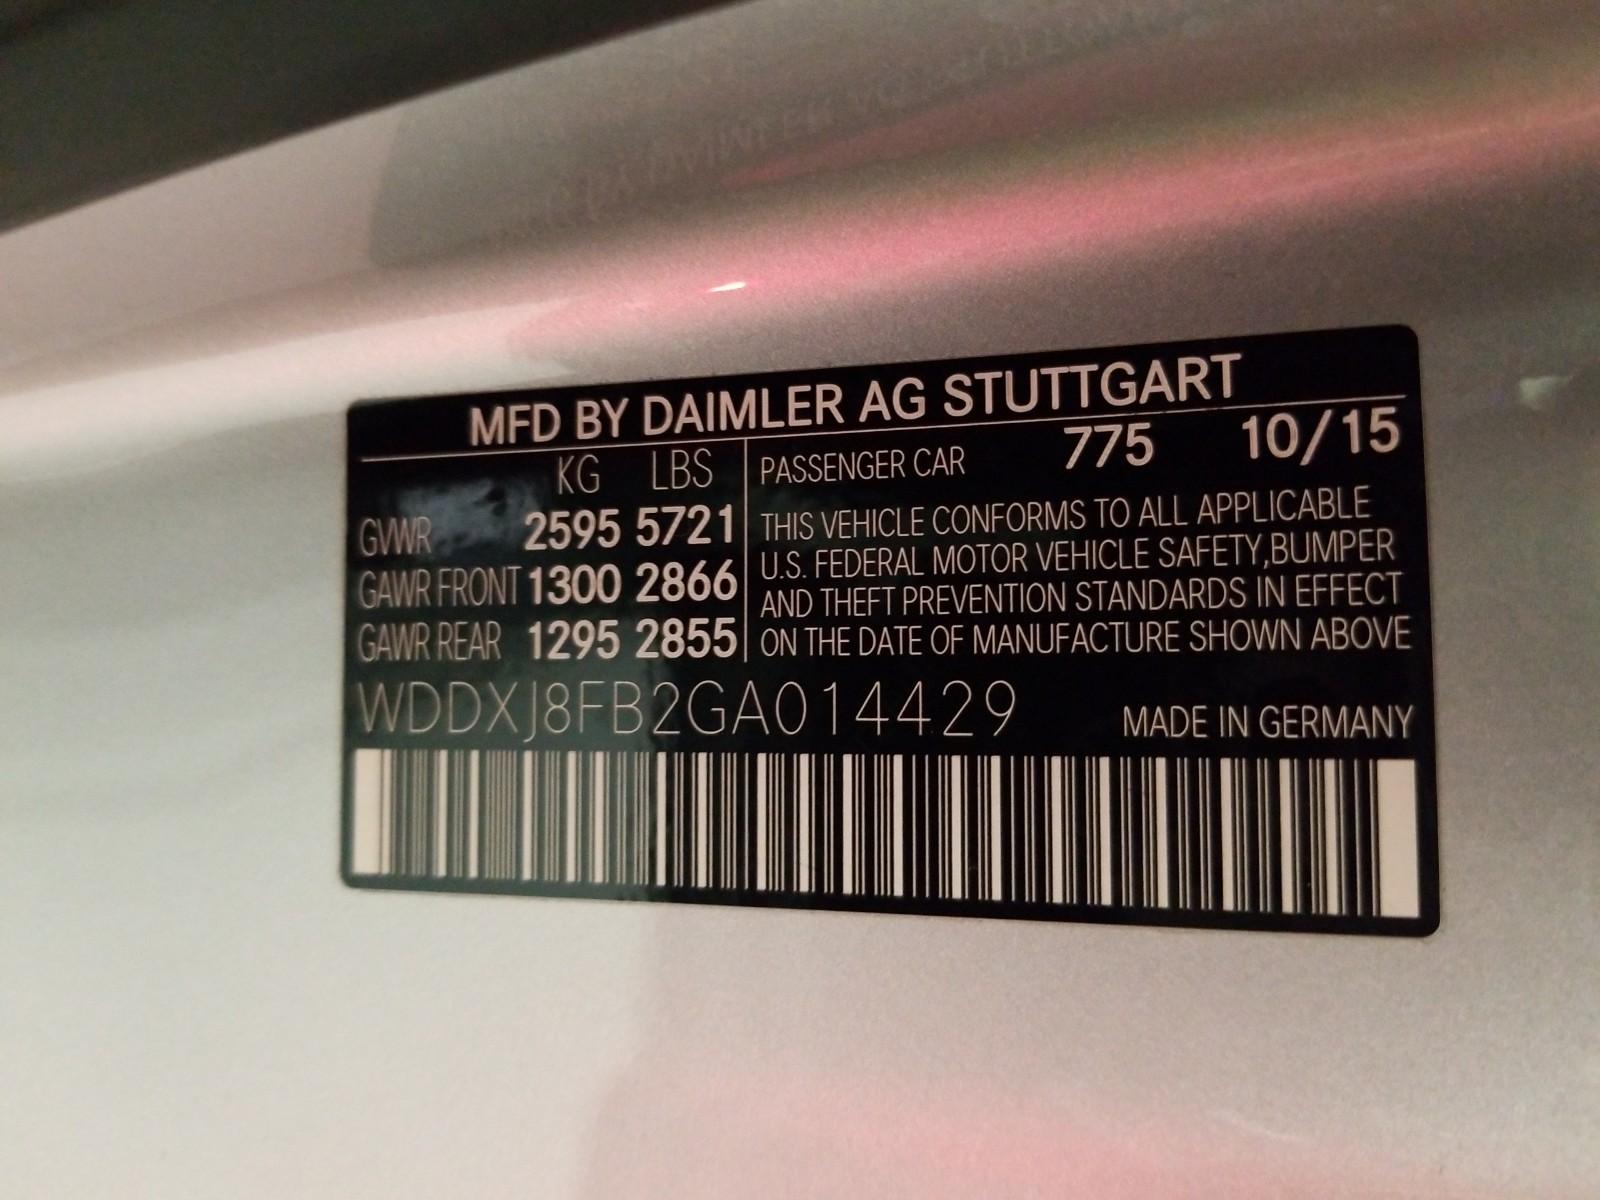 MFD BY DAIMLER AG STUTTGART
KG LBS
GVWR 2595 5721
GAWR FRONT 1300 2866
GAWR REAR 1295 2855
PASSENGER CAR 775 10/15
THIS VEHICLE CONFORMS TO ALL APPLICABLE
U.S. FEDERAL MOTOR VEHICLE SAFETY,BUMPER
AND THEFT PREVENTION STANDARDS IN EFFECT
ON THE DATE OF MANUFACTURE SHOWN ABOVE
WDDXJ8FB2GA014429
MADE IN GERMANY